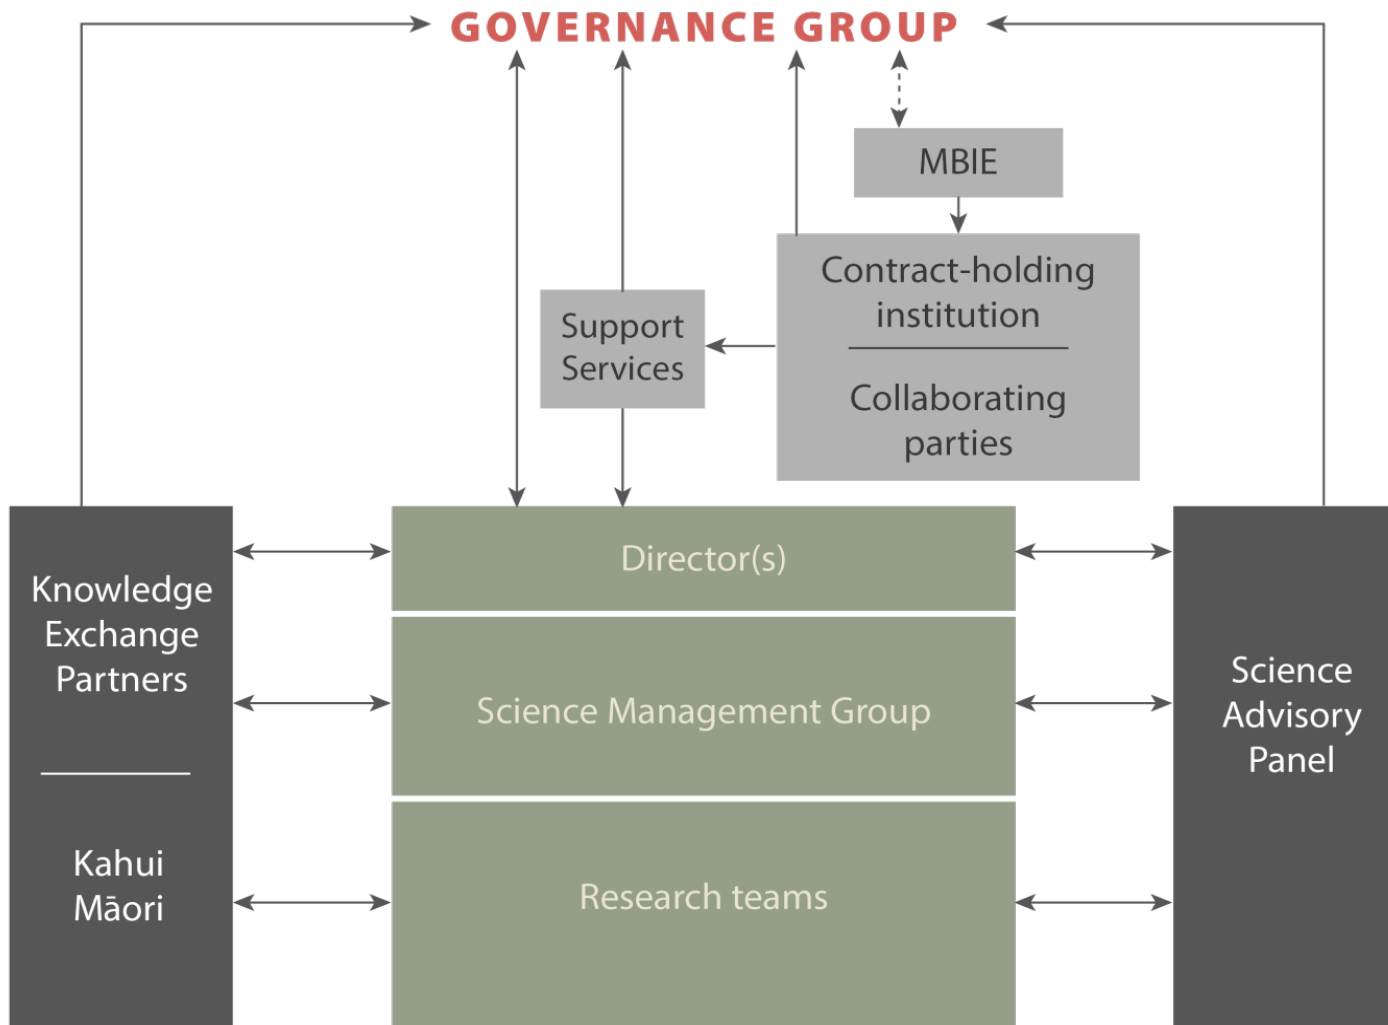 GOVERNANCE GROUP
MBIE
Contract-holding
institution
Collaborating
parties
Support
Services
Knowledge
Exchange
Partners
Kahui
Māori
Director(s)
Science Management Group
Research teams
Science
Advisory
Panel